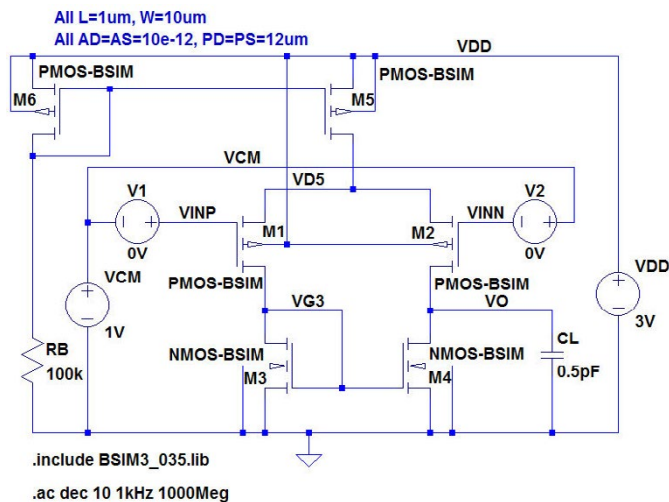 All L=1um, W=10um
All AD=AS=10e-12, PD=PS=12um
VDD
PMOS-BSIM
PMOS-BSIM
M6
M5
VCM
V1
VD5
V2
VINP
VINN
M1
M2
0V
0V
VCM
PMOS-BSIM
PMOS-BSIM
VDD
VG3
VO
1V
3V
RB
100k
NMOS-BSIM
NMOS-BSIM
CL
M3
M4
0.5pF
.include BSIM3_035.lib
.ac dec 10 1kHz 1000Meg